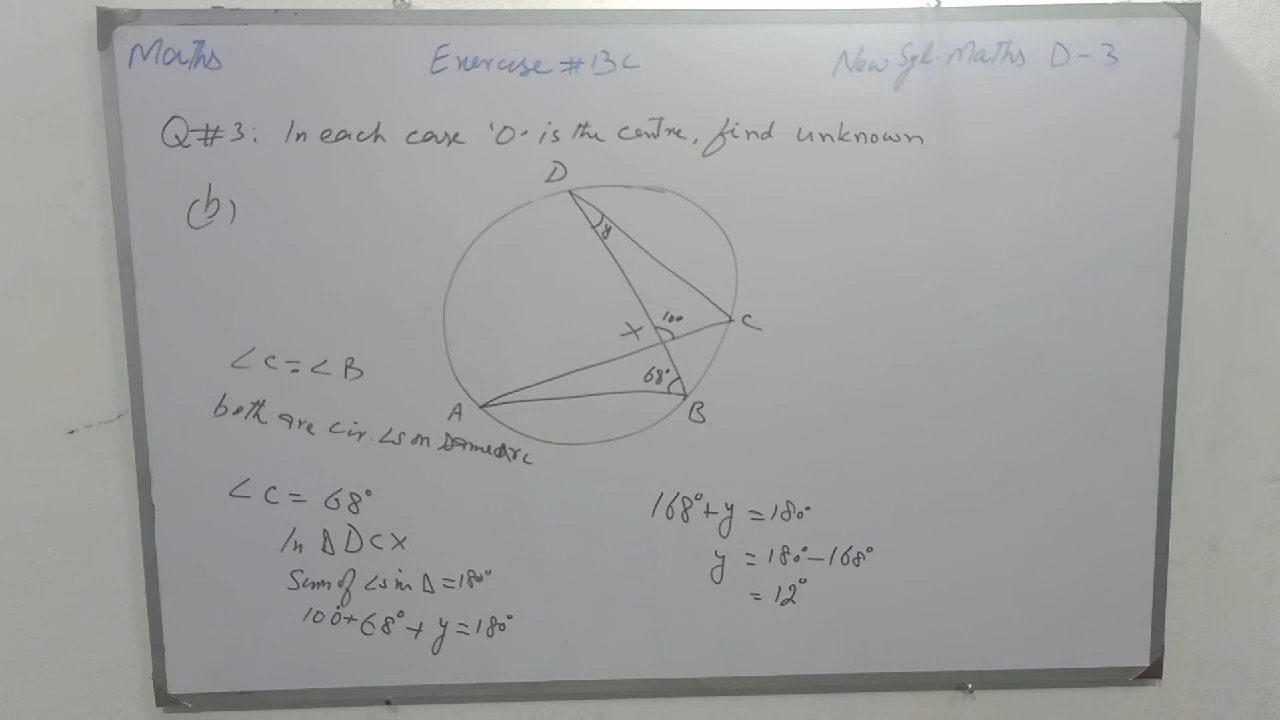 Maths Exercise #13C New Syl. Maths D-3
Q#3: In each case 'O' is the centre, find unknown
(b)
D
y
100
X
C
68°
A
B
∠C = ∠B
both are cir. ∠s on same arc
∠C = 68°
In ΔDCX
Sum of ∠s in Δ = 180°
100° + 68° + y = 180°
168° + y = 180°
y = 180° - 168°
= 12°